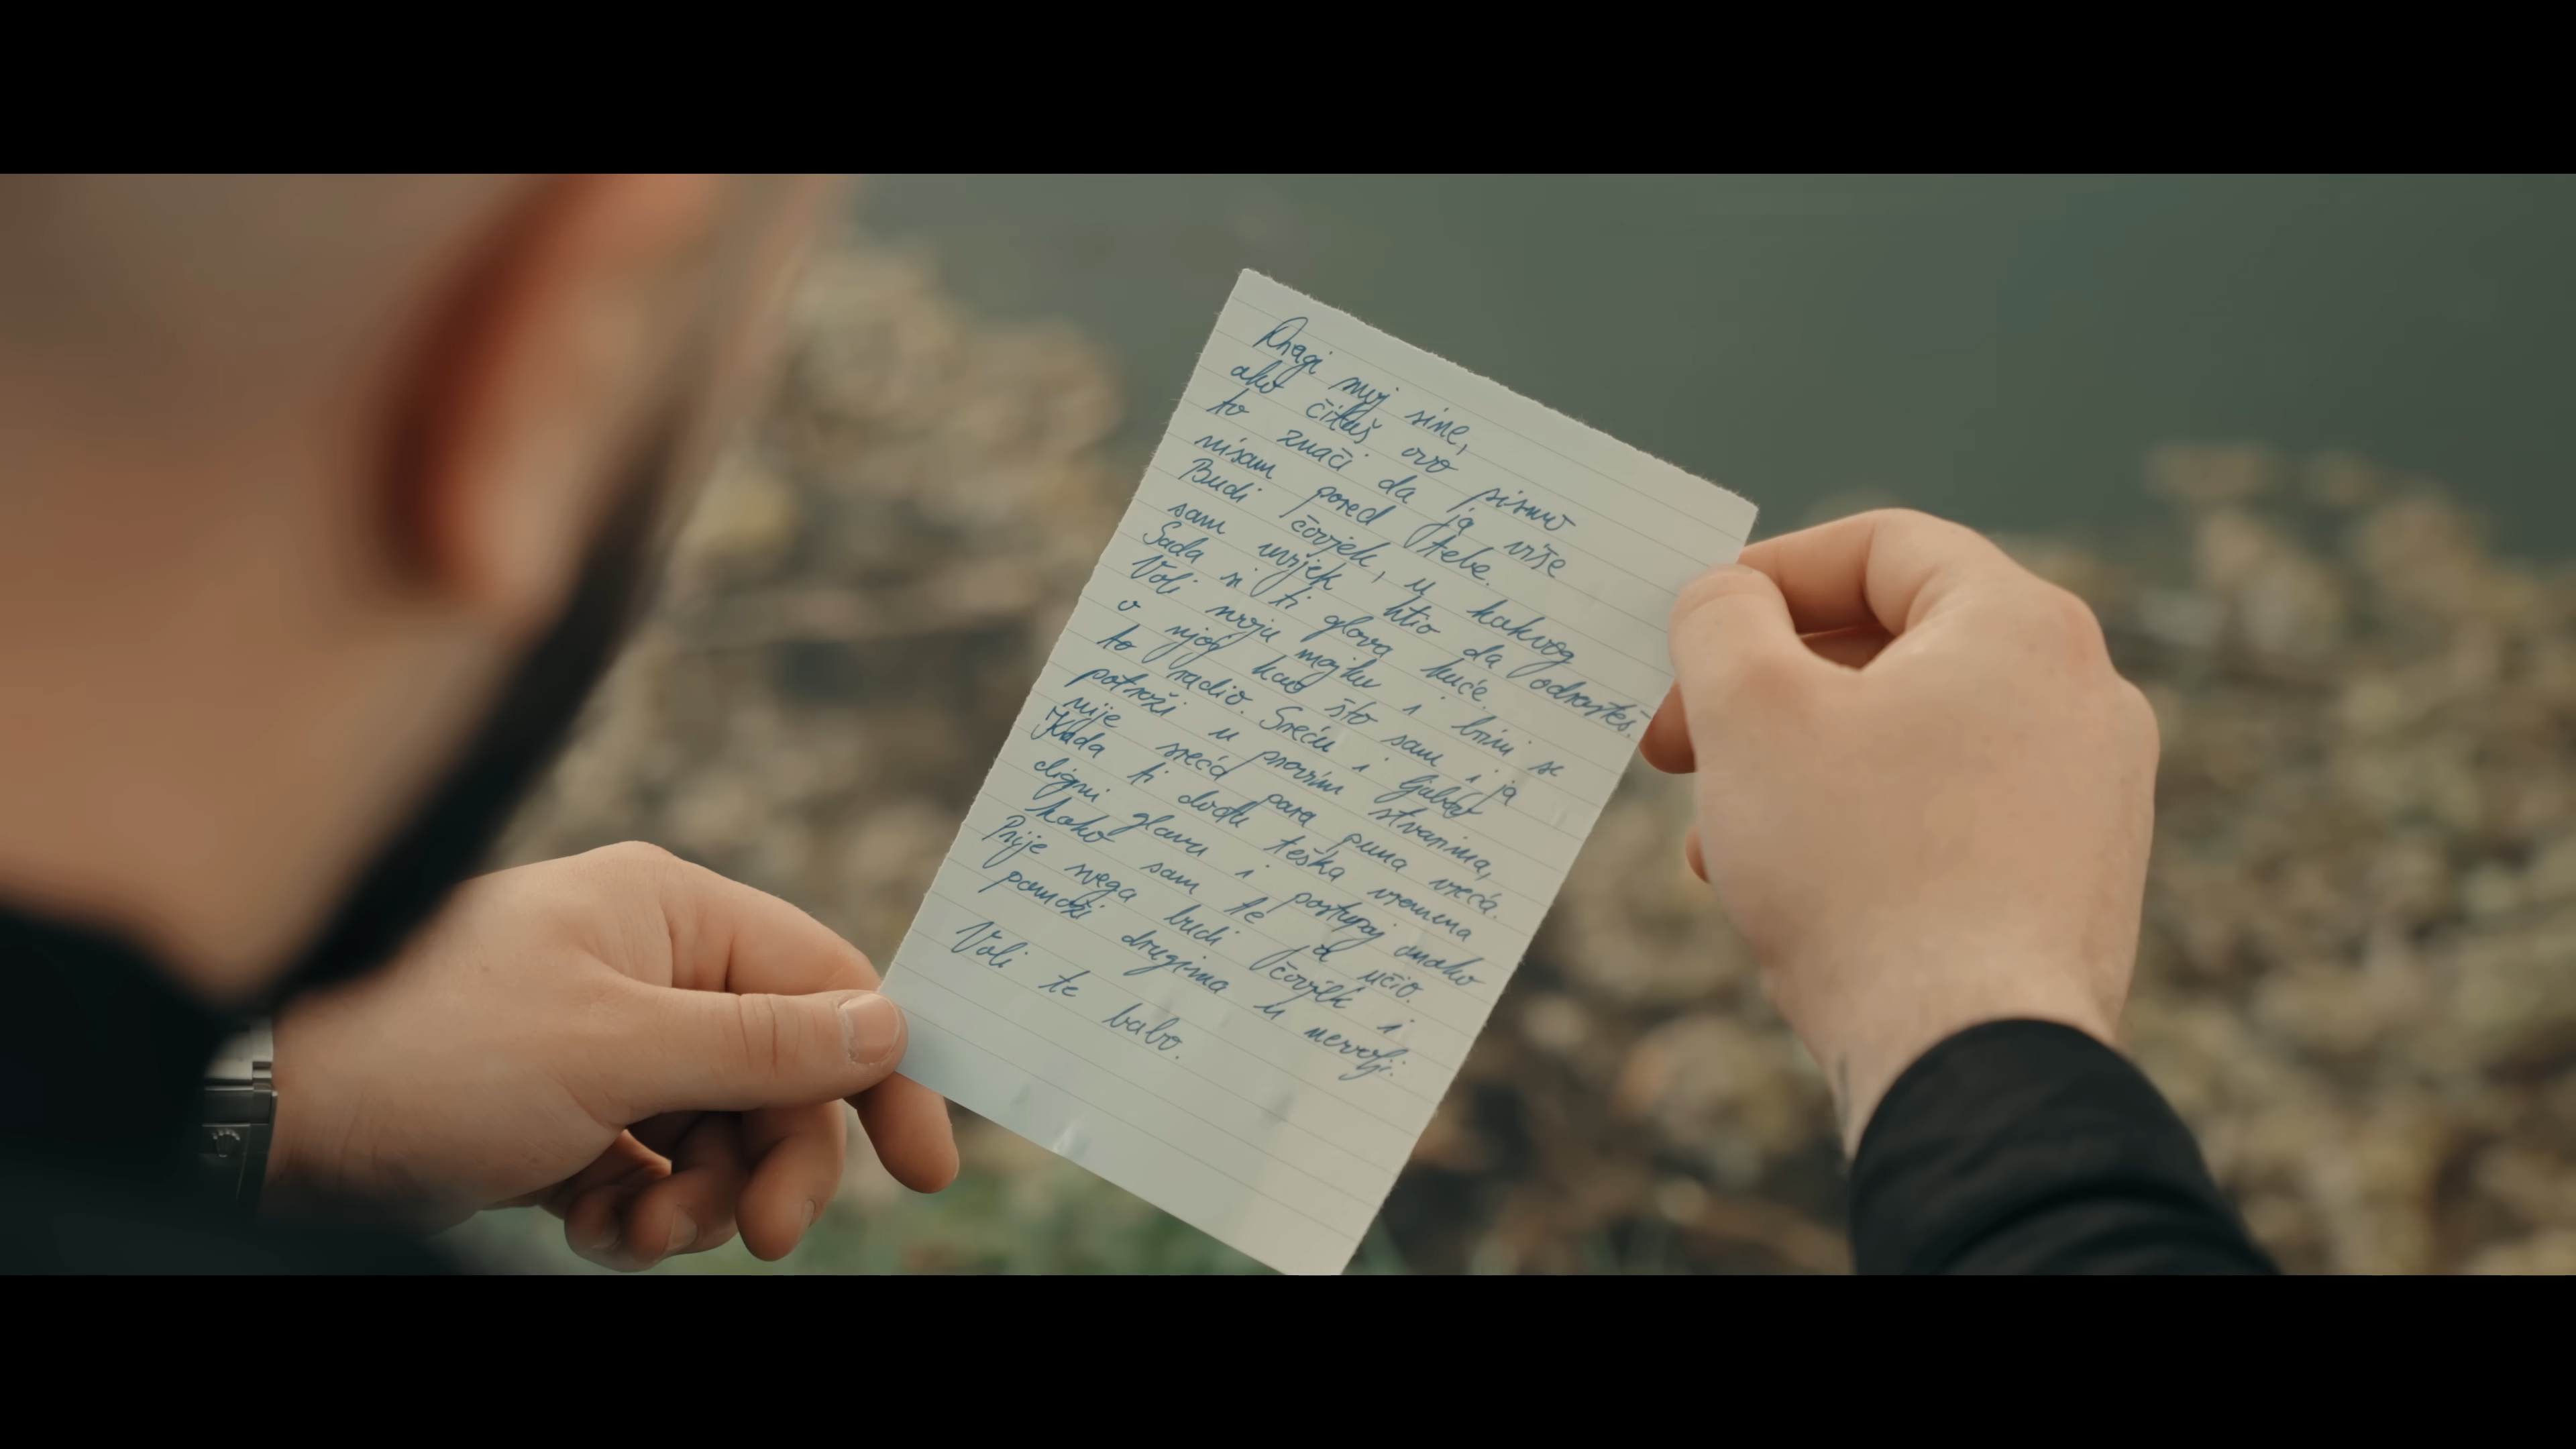 Dragi moj sine,
ako čitaš ovo pismo
to znači da ja više
nisam pored tebe.
Budi čovjek, u kakvog
sam uvijek htio da odrasteš.
Sada si ti glava kuće.
Voli svoju majku i brini se
o njoj kao što sam i ja
to radio. Sreću i ljubav
potraži u pravim stvarima,
nije sreća para puna vreća.
Kada ti dođu teška vremena
digni glavu i postupaj onako
kako sam te ja učio.
Prije svega budi čovjek i
pomozi drugima u nevolji.
Voli te babo.